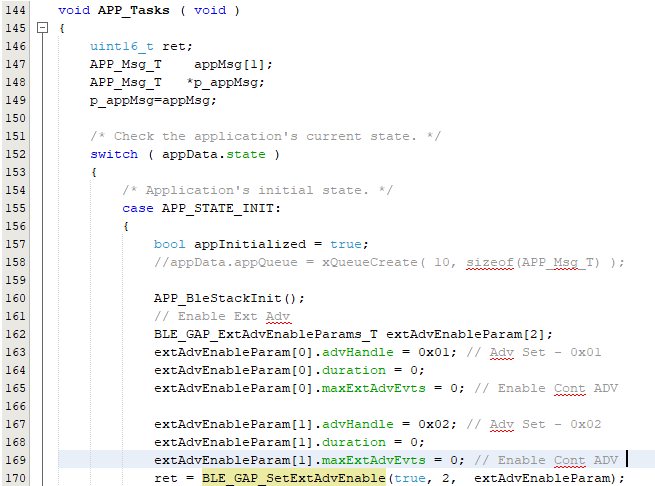 144 void APP_Tasks ( void )
145 {
146 uint16_t ret;
147 APP_Msg_T appMsg[1];
148 APP_Msg_T *p_appMsg;
149 p_appMsg=appMsg;
150
151 /* Check the application's current state. */
152 switch ( appData.state )
153 {
154 /* Application's initial state. */
155 case APP_STATE_INIT:
156 {
157 bool appInitialized = true;
158 //appData.appQueue = xQueueCreate( 10, sizeof(APP_Msg_T) );
159
160 APP_BleStackInit();
161 // Enable Ext Adv
162 BLE_GAP_ExtAdvEnableParams_T extAdvEnableParam[2];
163 extAdvEnableParam[0].advHandle = 0x01; // Adv Set - 0x01
164 extAdvEnableParam[0].duration = 0;
165 extAdvEnableParam[0].maxExtAdvEvts = 0; // Enable Cont ADV
166
167 extAdvEnableParam[1].advHandle = 0x02; // Adv Set - 0x02
168 extAdvEnableParam[1].duration = 0;
169 extAdvEnableParam[1].maxExtAdvEvts = 0; // Enable Cont ADV
170 ret = BLE_GAP_SetExtAdvEnable(true, 2, extAdvEnableParam);